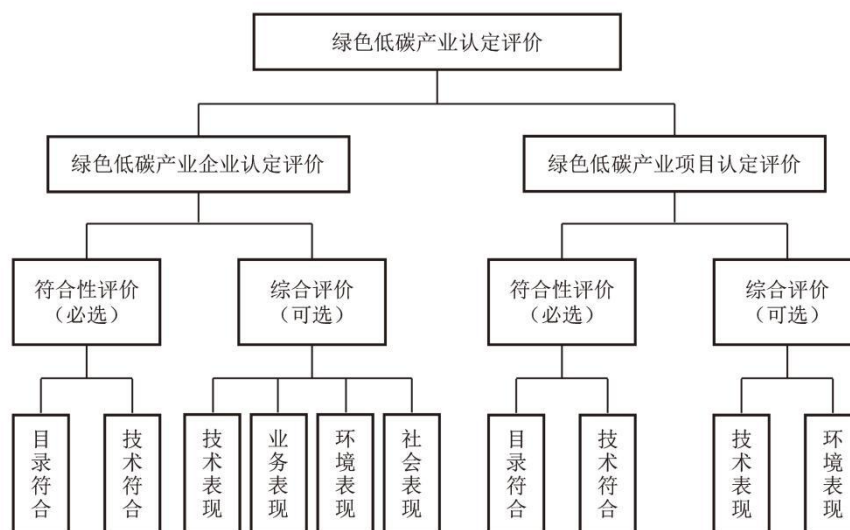 绿色低碳产业认定评价
绿色低碳产业企业认定评价
绿色低碳产业项目认定评价
符合性评价
（必选）
综合评价
（可选）
符合性评价
（必选）
综合评价
（可选）
目录符合
技术符合
技术表现
业务表现
环境表现
社会表现
目录符合
技术符合
技术表现
环境表现